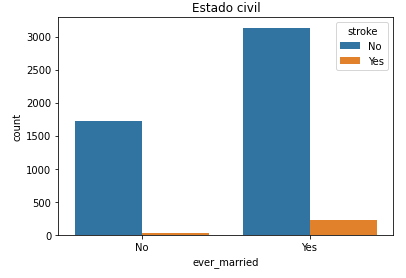 Estado civil
stroke
No
Yes
3000
2500
2000
1500
1000
500
0
count
No Yes
ever_married